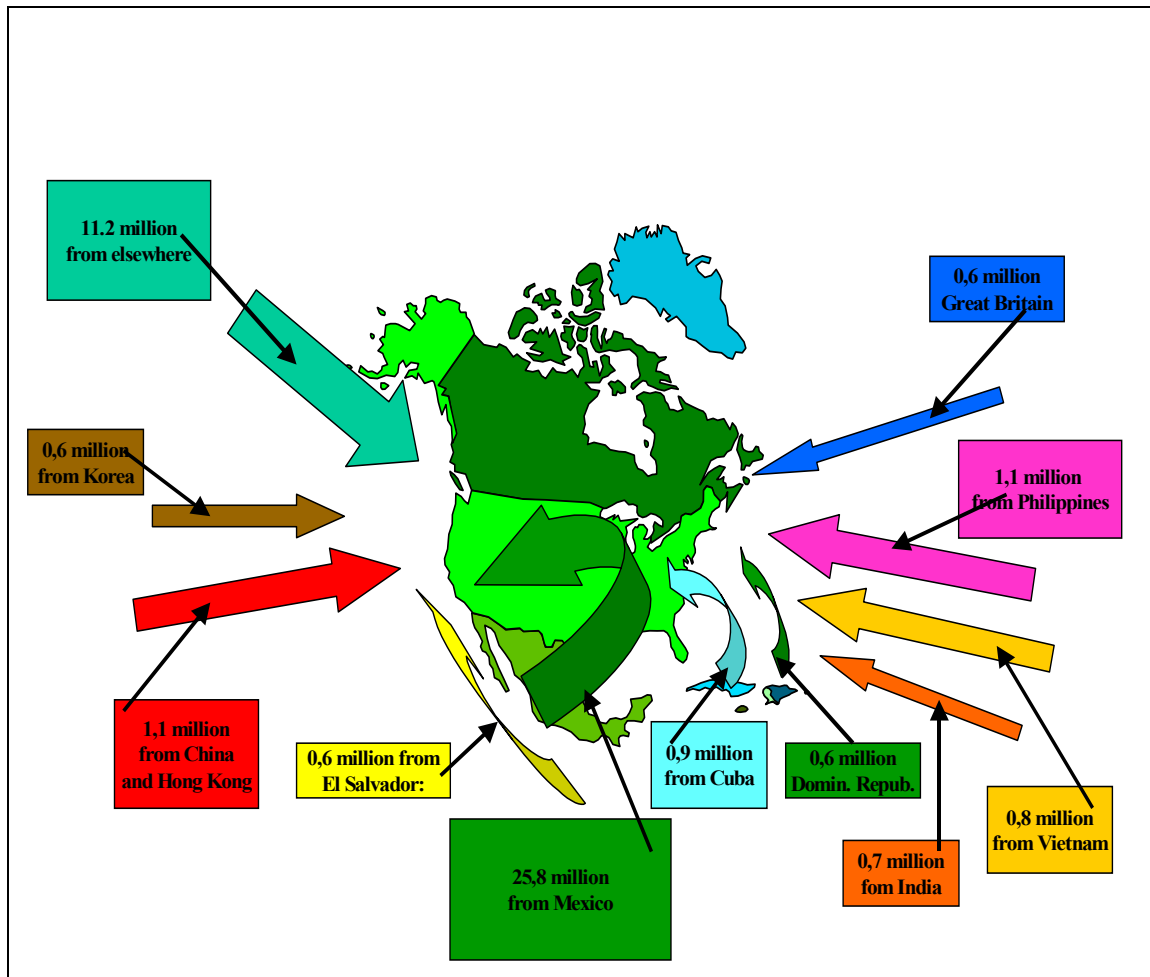 11.2 million
from elsewhere
0,6 million
Great Britain
0,6 million
from Korea
1,1 million
from Philippines
1,1 million
from China
and Hong Kong
0,6 million from
El Salvador:
0,9 million
from Cuba
0,6 million
Domin. Repub.
0,8 million
from Vietnam
0,7 million
fom India
25,8 million
from Mexico